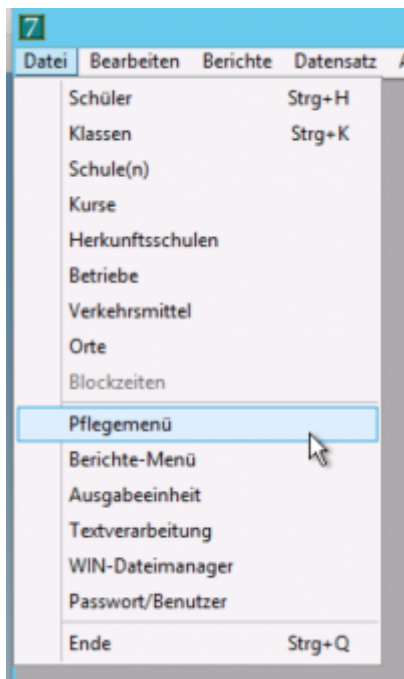 7
Datei Bearbeiten Berichte Datensatz
Schüler Strg+H
Klassen Strg+K
Schule(n)
Kurse
Herkunftsschulen
Betriebe
Verkehrsmittel
Orte
Blockzeiten
Pflegemenü
Berichte-Menü
Ausgabeeinheit
Textverarbeitung
WIN-Dateimanager
Passwort/Benutzer
Ende Strg+Q